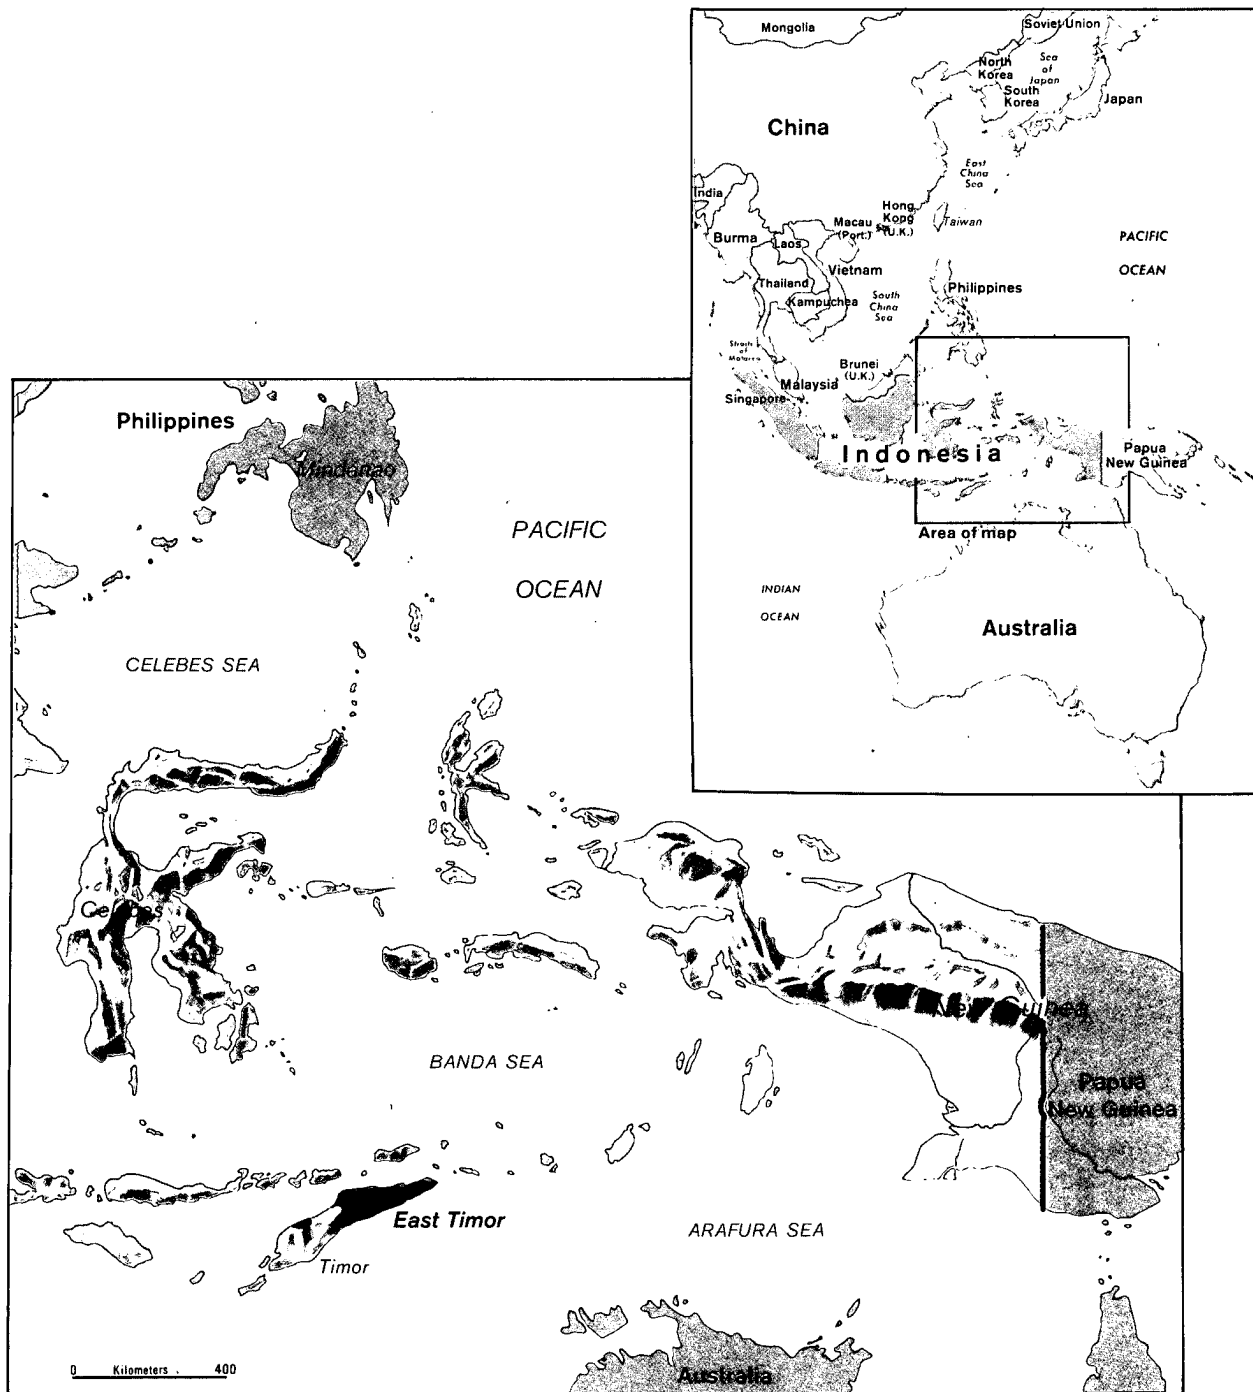 Mongolia
Soviet Union
North
Korea
Sea
of
Japan
South
Korea
Japan
China
East
China
Sea
India
Hong
Kong
(U.K.)
Macau
(Port.)
Taiwan
Burma
Laos
PACIFIC
OCEAN
Vietnam
Thailand
Kampuchea
South
China
Sea
Philippines
Straits
of
Malacca
Brunei
(U.K.)
Malaysia
Singapore
Indonesia
Papua
New Guinea
Area of map
INDIAN
OCEAN
Australia
Philippines
Mindanao
PACIFIC
OCEAN
CELEBES SEA
Celebes
New Guinea
BANDA SEA
Papua
New Guinea
East Timor
ARAFURA SEA
Timor
0 Kilometers 400
Australia